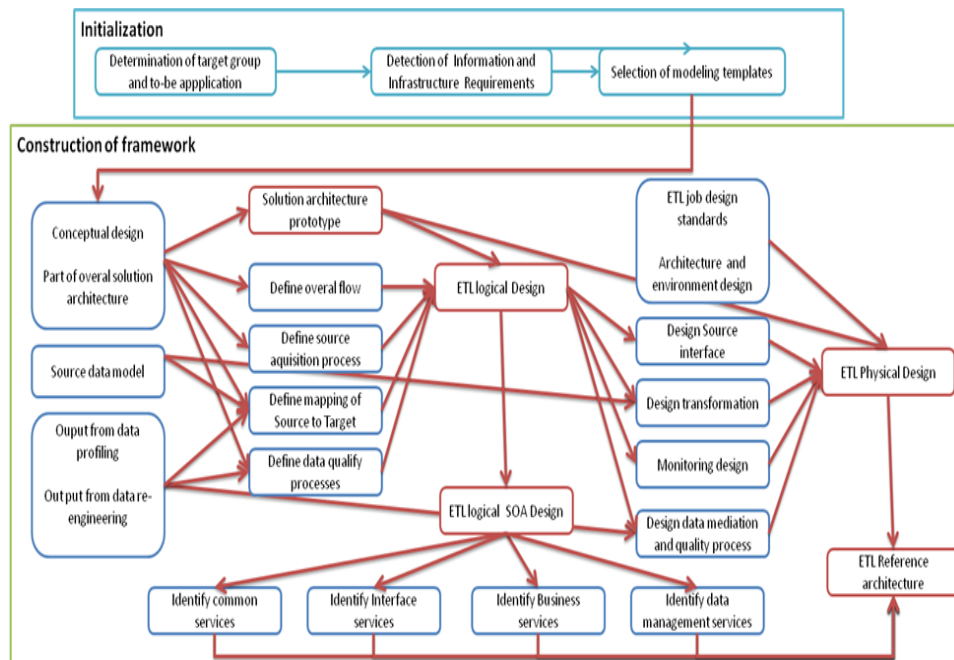 Initialization
Determination of target group
and to-be appplication
Detection of Information and
Infrastructure Requirements
Selection of modeling templates
Construction of framework
Conceptual design
Part of overal solution
architecture
Source data model
Ouput from data
profiling
Output from data re-
engineering
Solution architecture
prototype
Define overal flow
Define source
aquisition process
Define mapping of
Source to Target
Define data qualify
processes
ETL logical Design
ETL logical SOA Design
ETL job design
standards
Architecture and
environment design
Design Source
interface
Design transformation
Monitoring design
Design data mediation
and quality process
ETL Physical Design
ETL Reference
architecture
Identify common
services
Identify Interface
services
Identify Business
services
Identify data
management services